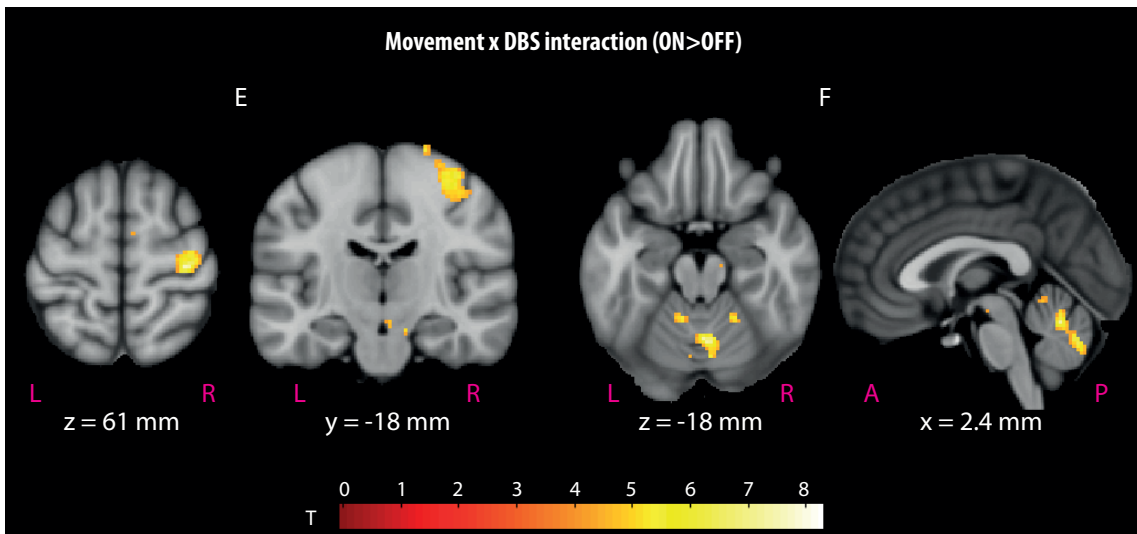 Movement x DBS interaction (ON>OFF)
E
F
L R L R L R A P
z = 61 mm y = -18 mm z = -18 mm x = 2.4 mm
0 1 2 3 4 5 6 7 8
T